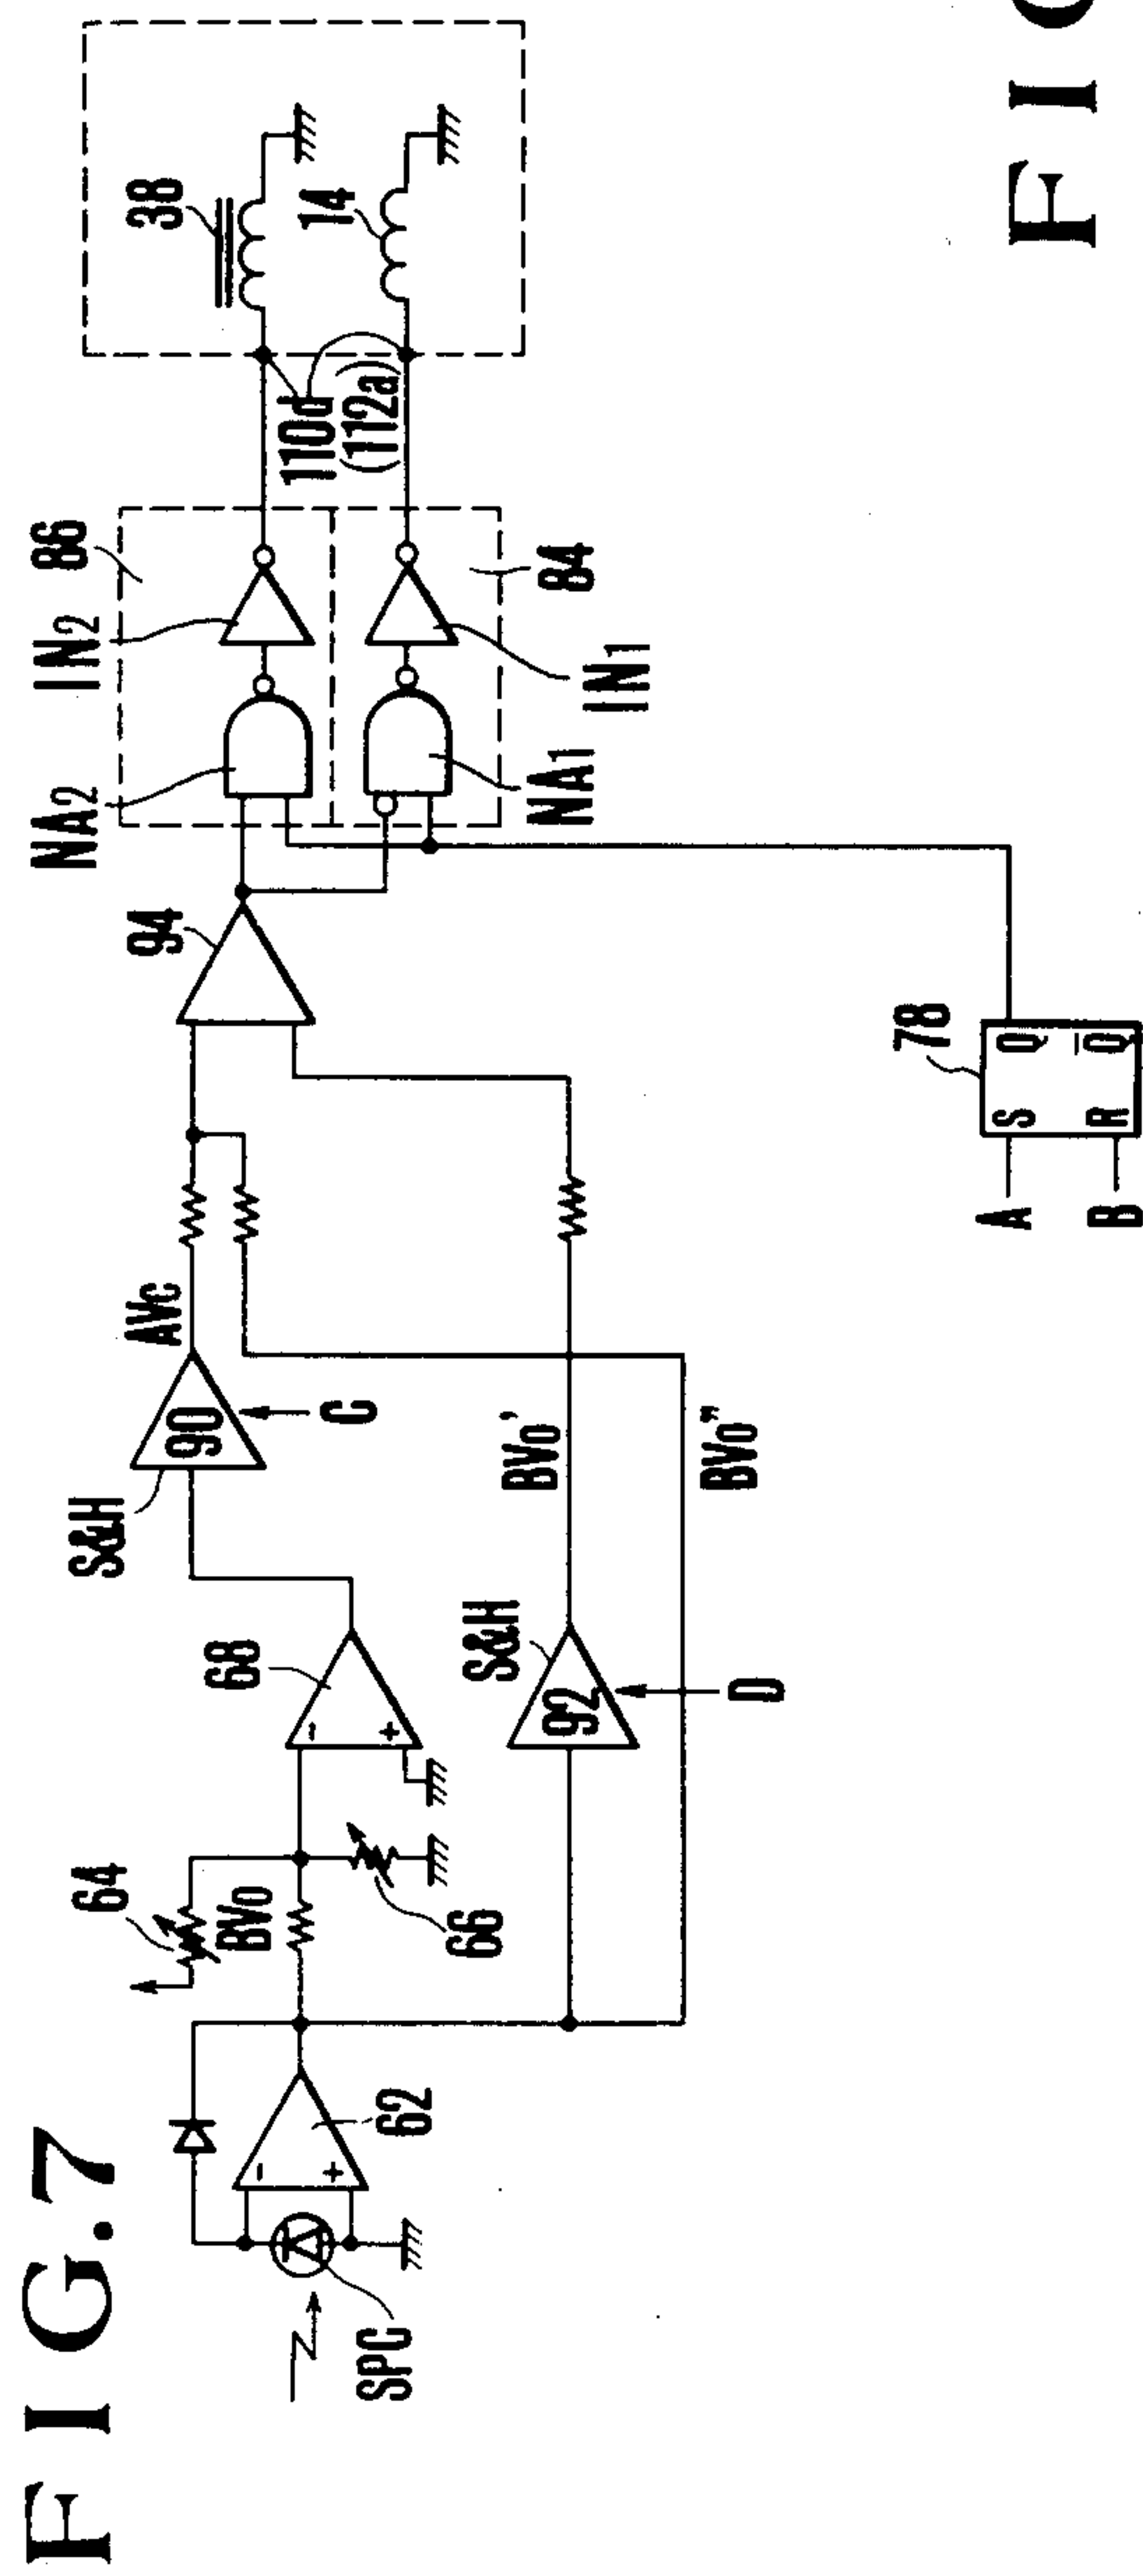 FIG.7
SPC
62
64
BVo
66
68
S&H
90
C
AVc
S&H
92
D
BVo'
BVo"
94
NA2
IN2
86
NA1
IN1
84
110d
(112a)
38
14
78
S
Q
R
Q̅
A
B
FI